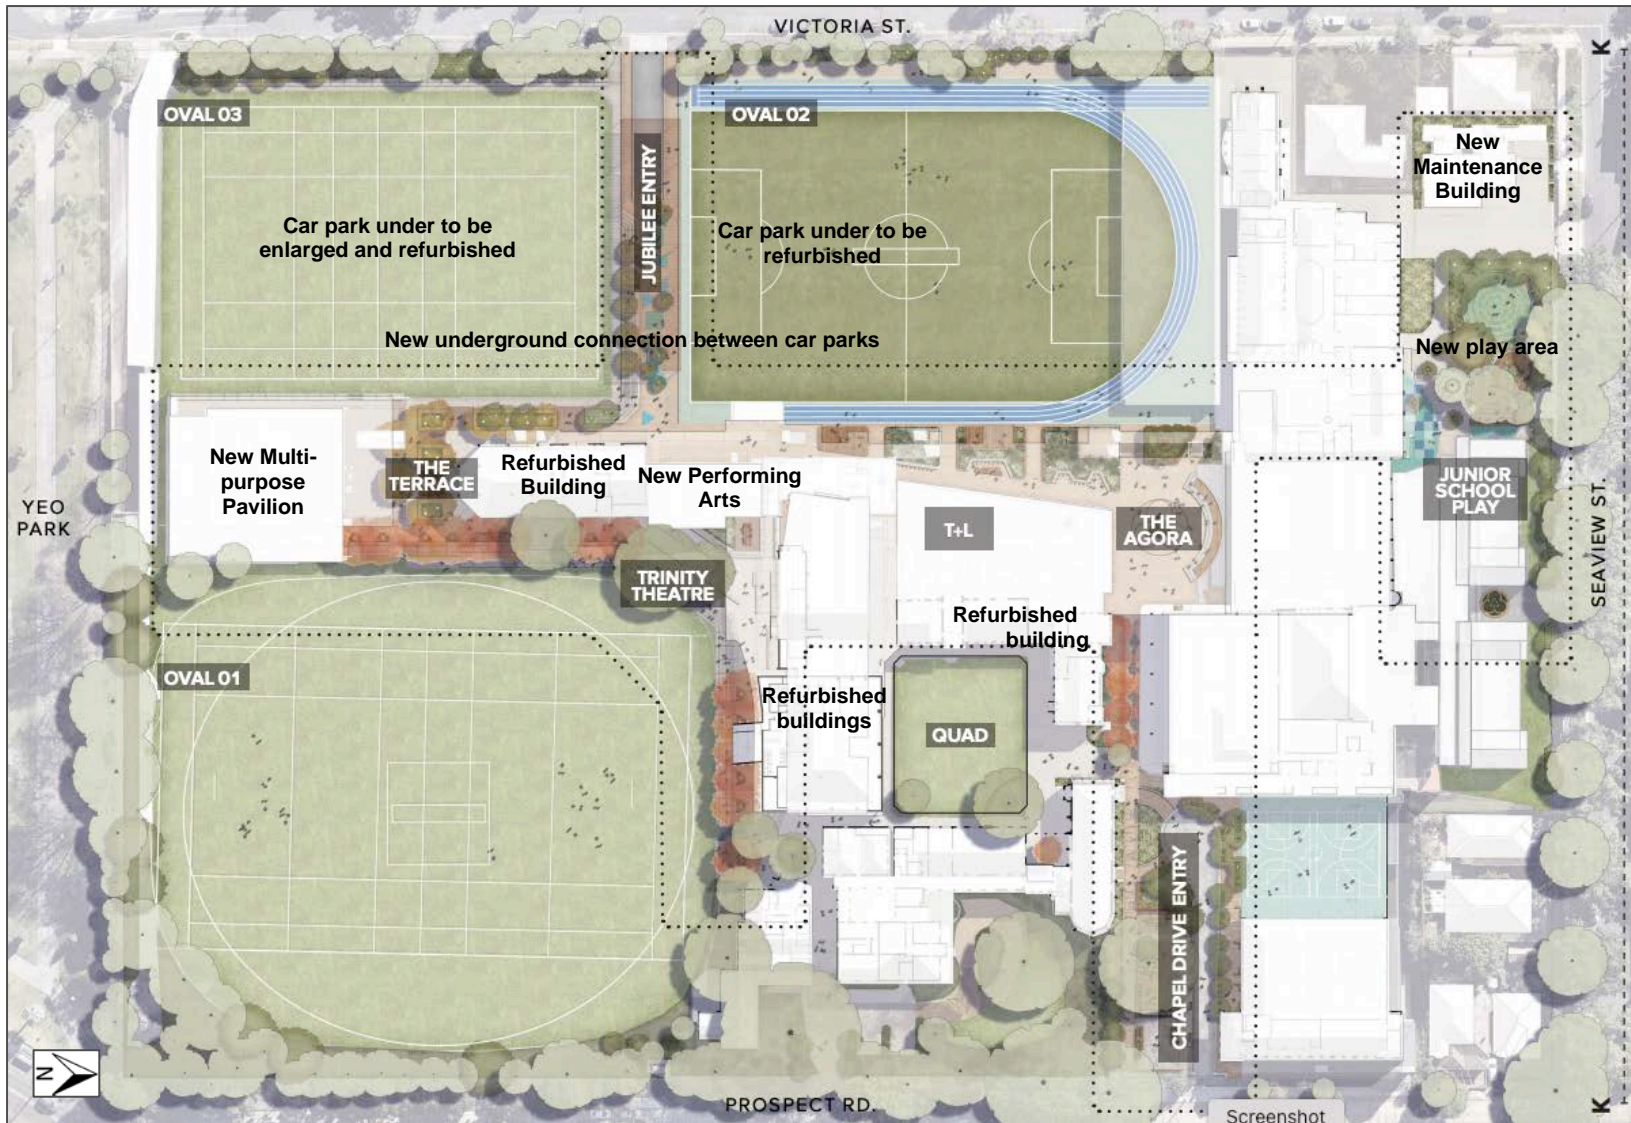 VICTORIA ST.
K
OVAL 03
OVAL 02
New
Maintenance
Building
JUBILEE ENTRY
Car park under to be
enlarged and refurbished
Car park under to be
refurbished
New underground connection between car parks
New play area
New Multi-
purpose
Pavilion
THE
TERRACE
Refurbished
Building
New Performing
Arts
JUNIOR
SCHOOL
PLAY
YEO
PARK
T+L
THE
AGORA
SEAVIEW ST.
TRINITY
THEATRE
Refurbished
building
OVAL 01
Refurbished
buildings
QUAD
CHAPEL DRIVE ENTRY
N
PROSPECT RD.
Screenshot
K